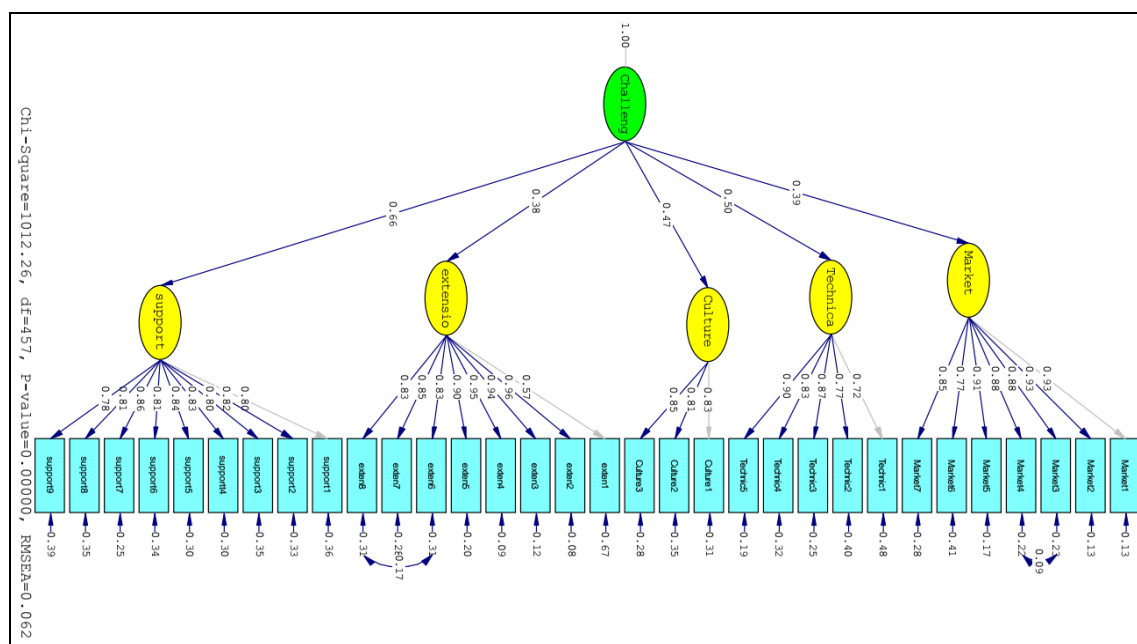 1.00
Challeng
0.39
0.50
0.47
0.38
0.66
Market
Technica
Culture
extensio
support
0.93
0.93
0.88
0.88
0.91
0.77
0.85
0.72
0.77
0.87
0.83
0.90
0.83
0.81
0.85
0.57
0.96
0.94
0.95
0.90
0.83
0.85
0.83
0.80
0.82
0.80
0.83
0.84
0.81
0.86
0.81
0.78
Market1
Market2
Market3
Market4
Market5
Market6
Market7
Technic1
Technic2
Technic3
Technic4
Technic5
Culture1
Culture2
Culture3
exten1
exten2
exten3
exten4
exten5
exten6
exten7
exten8
support1
support2
support3
support4
support5
support6
support7
support8
support9
0.13
0.13
0.23
0.22
0.17
0.41
0.28
0.48
0.40
0.25
0.32
0.19
0.31
0.35
0.28
0.67
0.08
0.12
0.09
0.20
0.31
0.28
0.31
0.36
0.33
0.35
0.30
0.30
0.34
0.25
0.35
0.39
0.09
0.17
Chi-Square=1012.26, df=457, P-value=0.00000, RMSEA=0.062